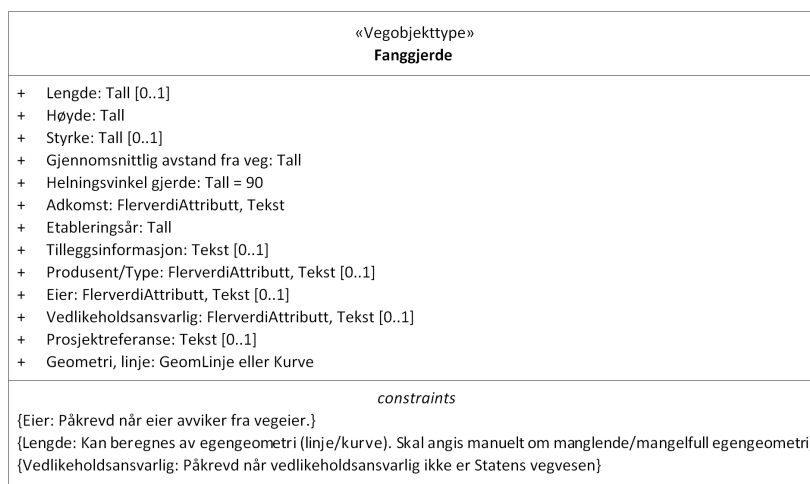 «Vegobjekttype»
Fanggjerde
+ Lengde: Tall [0..1]
+ Høyde: Tall
+ Styrke: Tall [0..1]
+ Gjennomsnittlig avstand fra veg: Tall
+ Helningsvinkel gjerde: Tall = 90
+ Adkomst: FlerverdiAttributt, Tekst
+ Etableringsår: Tall
+ Tilleggsinformasjon: Tekst [0..1]
+ Produsent/Type: FlerverdiAttributt, Tekst [0..1]
+ Eier: FlerverdiAttributt, Tekst [0..1]
+ Vedlikeholdsansvarlig: FlerverdiAttributt, Tekst [0..1]
+ Prosjektreferanse: Tekst [0..1]
+ Geometri, linje: GeomLinje eller Kurve
constraints
{Eier: Påkrevd når eier avviker fra vegeier.}
{Lengde: Kan beregnes av egengeometri (linje/kurve). Skal angis manuelt om manglende/mangelfull egengeometri
{Vedlikeholdsansvarlig: Påkrevd når vedlikeholdsansvarlig ikke er Statens vegvesen}